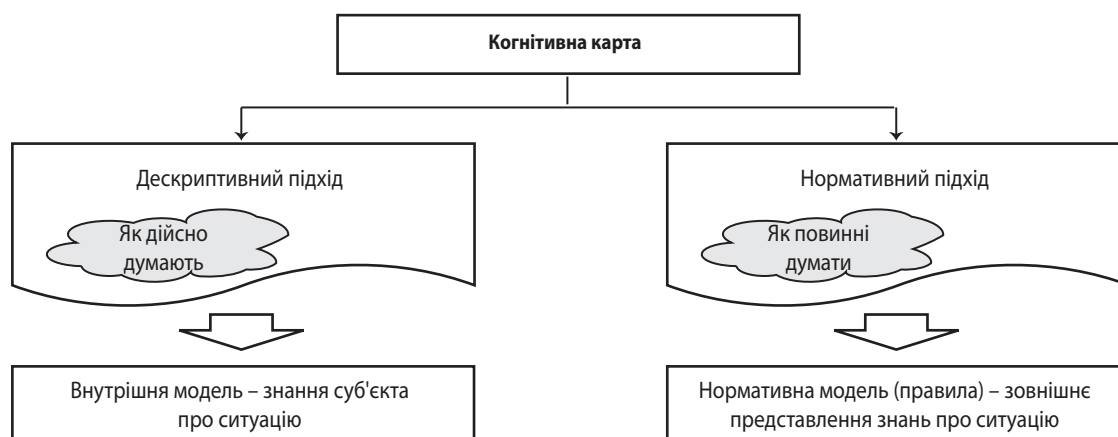 Когнітивна карта
Дескриптивний підхід
Як дійсно
думають
Внутрішня модель – знання суб'єкта
про ситуацію
Нормативний підхід
Як повинні
думати
Нормативна модель (правила) – зовнішнє
представлення знань про ситуацію